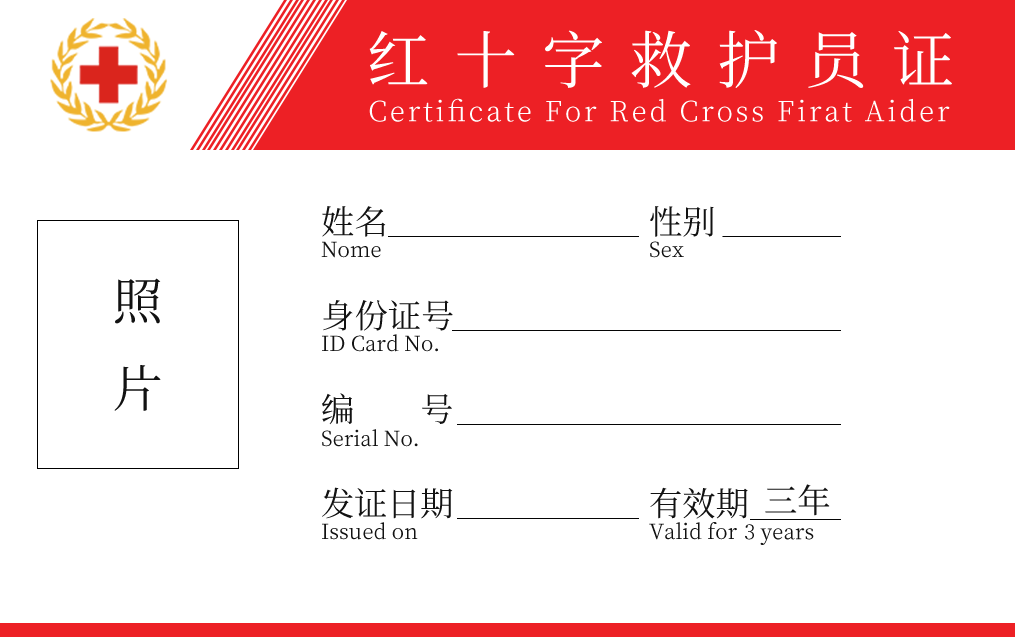 红十字救护员证
Certificate For Red Cross Firat Aider
照
片
姓名 性别
Nome Sex
身份证号
ID Card No.
编 号
Serial No.
发证日期 有效期 三年
Issued on Valid for 3 years